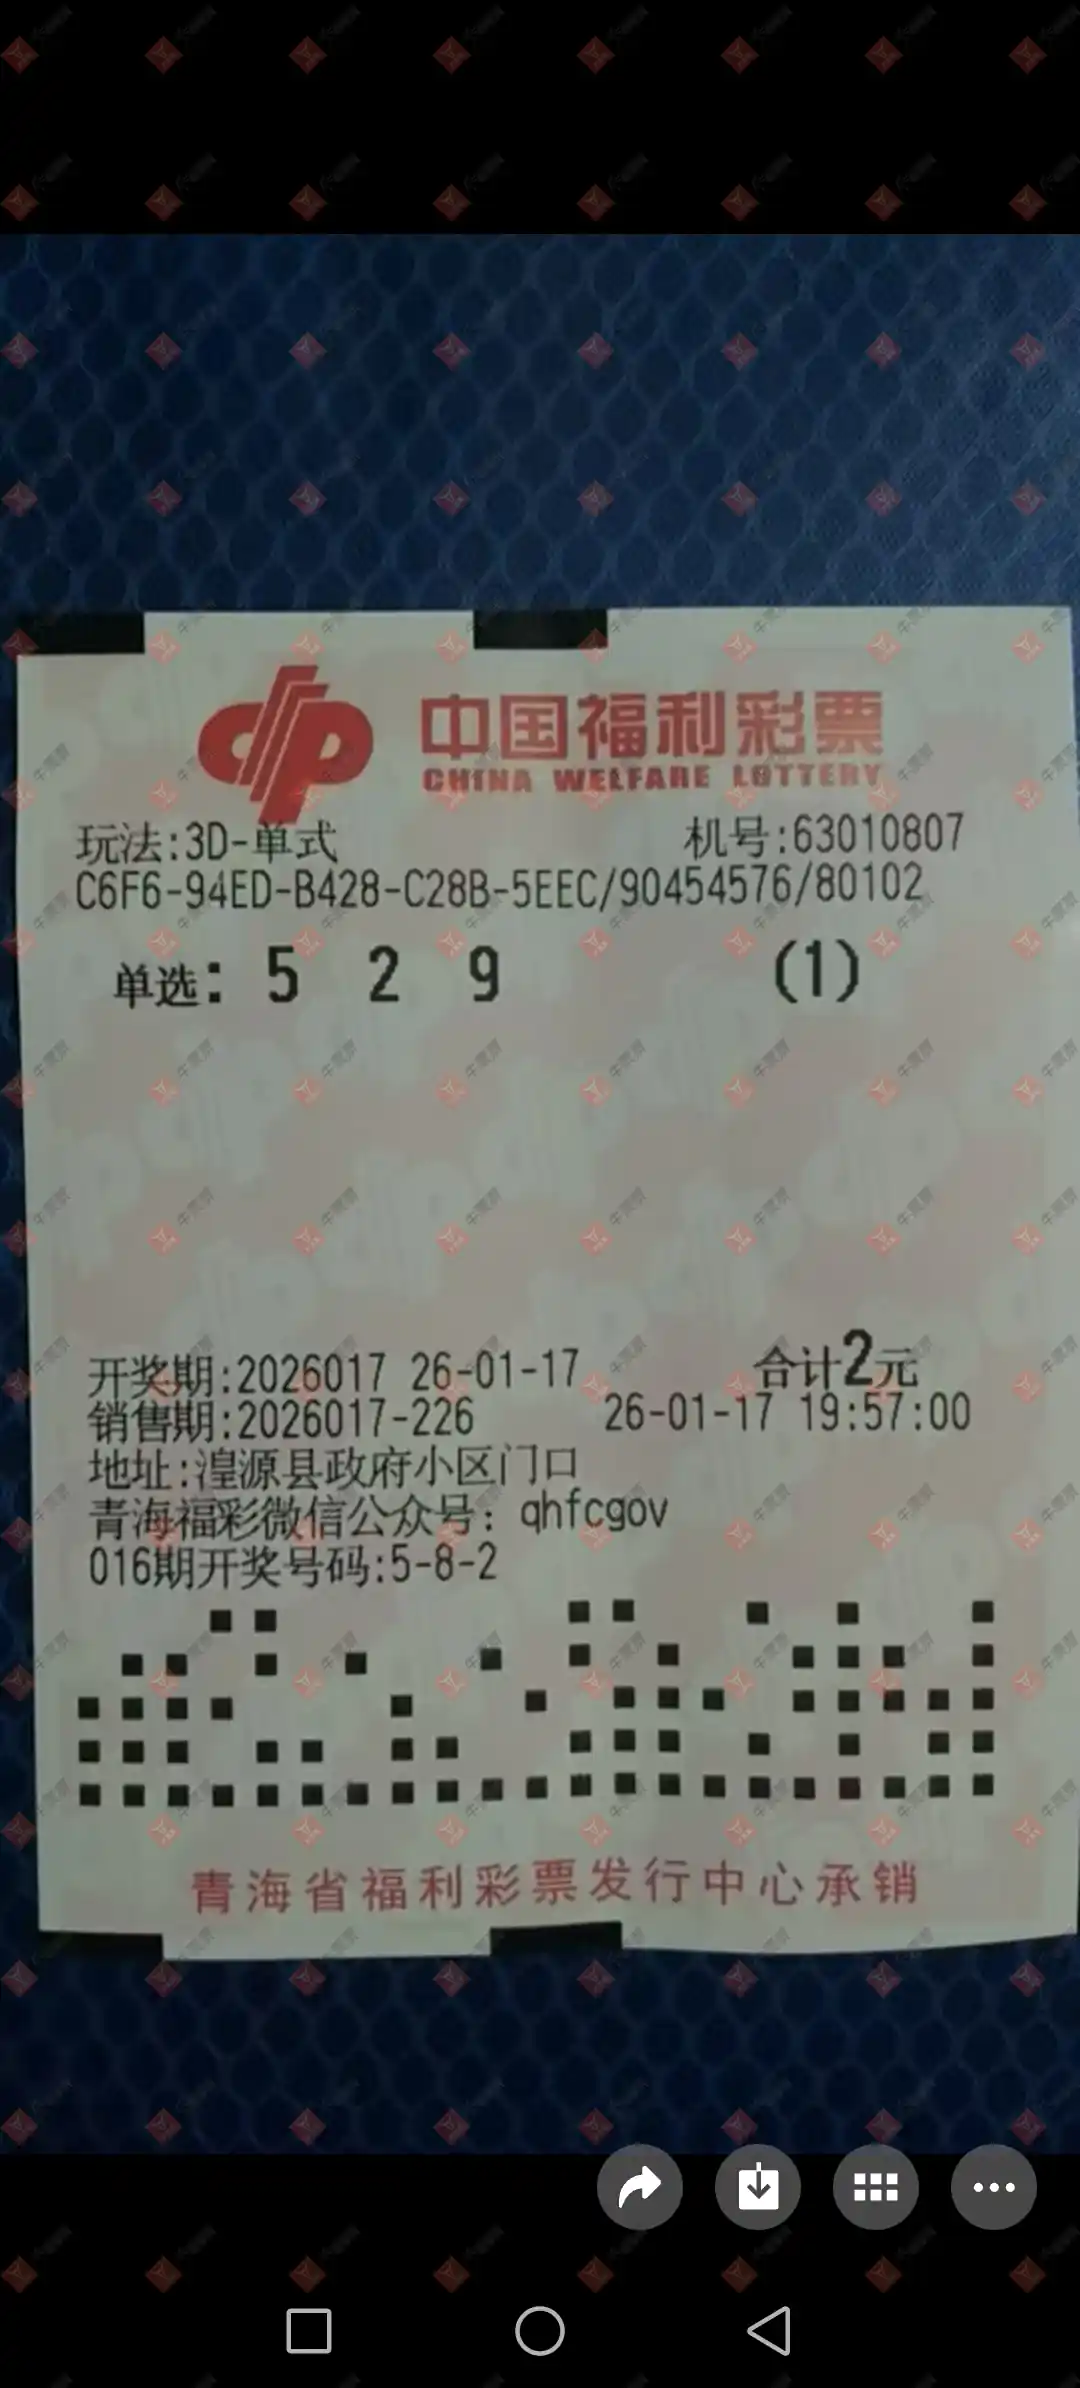 中国福利彩票
CHINA WELFARE LOTTERY
玩法:3D-单式 机号:63010807
C6F6-94ED-B428-C28B-5EEC/90454576/80102
单选: 5 2 9 (1)
开奖期:2026017 26-01-17 合计2元
销售期:2026017-226 26-01-17 19:57:00
地址:湟源县政府小区门口
青海福彩微信公众号: qhfcgov
016期开奖号码:5-8-2
青海省福利彩票发行中心承销